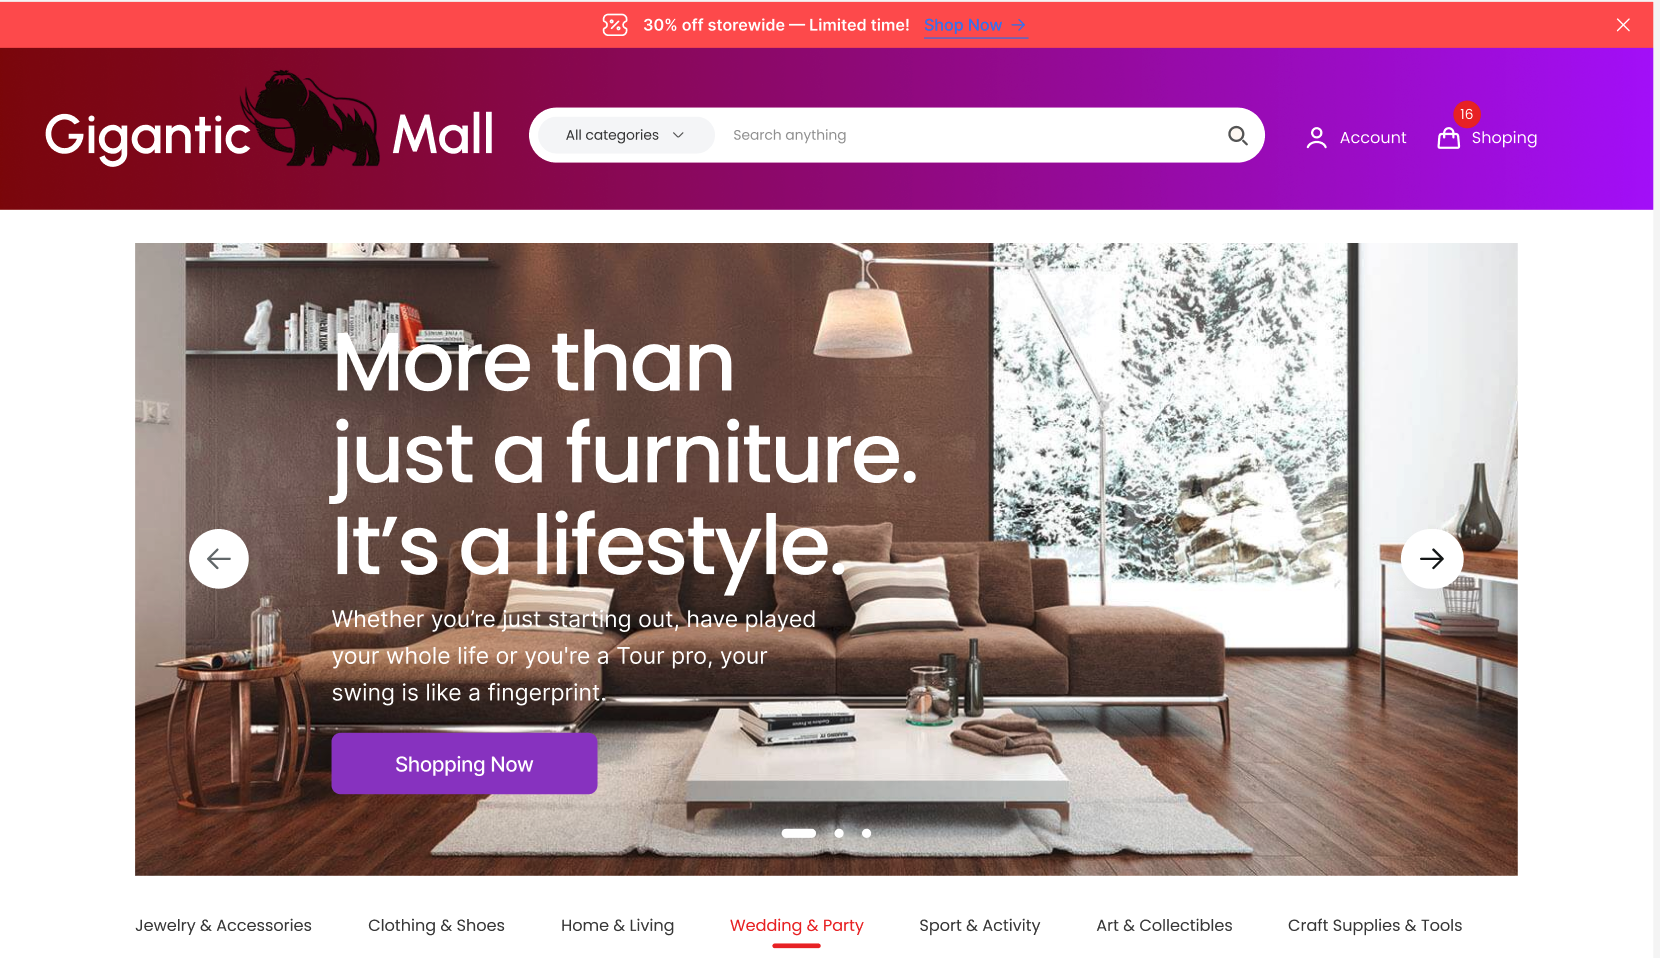 30% off storewide — Limited time! Shop Now →
Gigantic Mall
All categories
Search anything
Account
16
Shoping
More than
just a furniture.
It's a lifestyle.
Whether you're just starting out, have played
your whole life or you're a Tour pro, your
swing is like a fingerprint.
Shopping Now
Jewelry & Accessories
Clothing & Shoes
Home & Living
Wedding & Party
Sport & Activity
Art & Collectibles
Craft Supplies & Tools